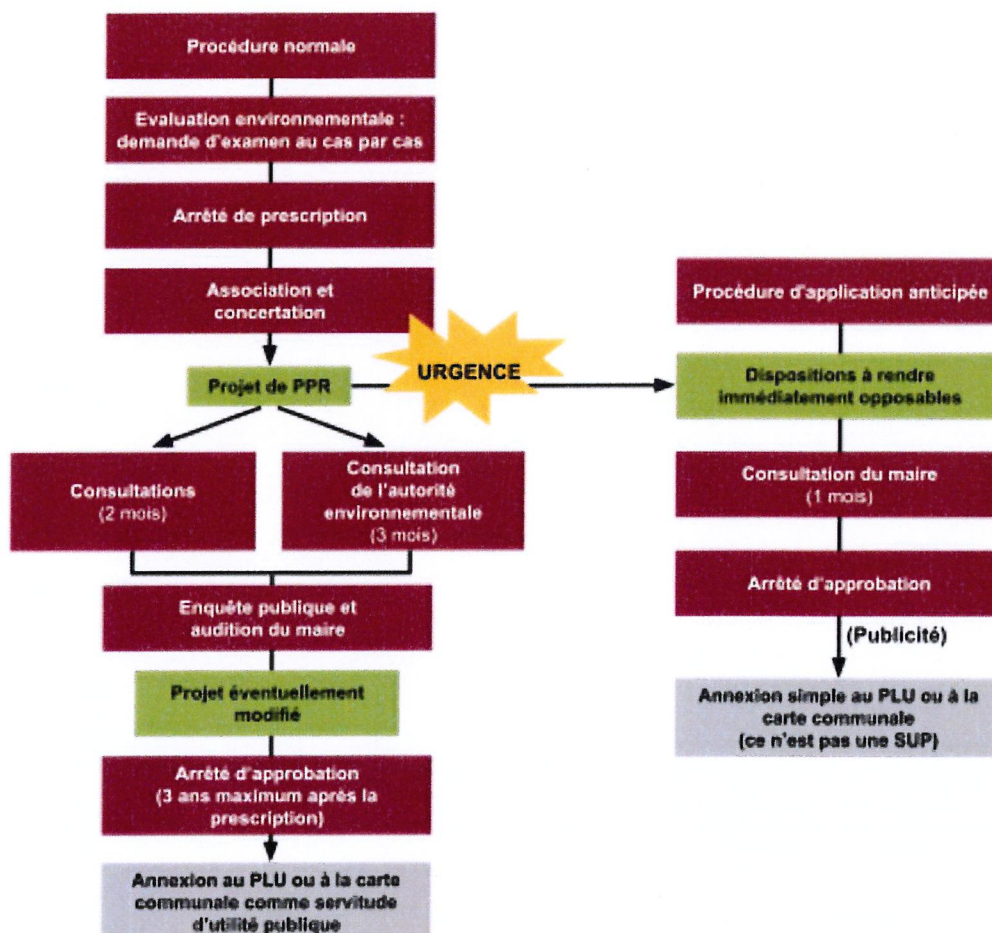 Procédure normale
Evaluation environnementale :
demande d'examen au cas par cas
Arrêté de prescription
Association et
concertation
Projet de PPR
URGENCE
Consultations
(2 mois)
Consultation
de l'autorité
environnementale
(3 mois)
Enquête publique et
audition du maire
Projet éventuellement
modifié
Arrêté d'approbation
(3 ans maximum après la
prescription)
Annexion au PLU ou à la carte
communale comme servitude
d'utilité publique
Procédure d'application anticipée
Dispositions à rendre
immédiatement opposables
Consultation du maire
(1 mois)
Arrêté d'approbation
(Publicité)
Annexion simple au PLU ou à la
carte communale
(ce n'est pas une SUP)